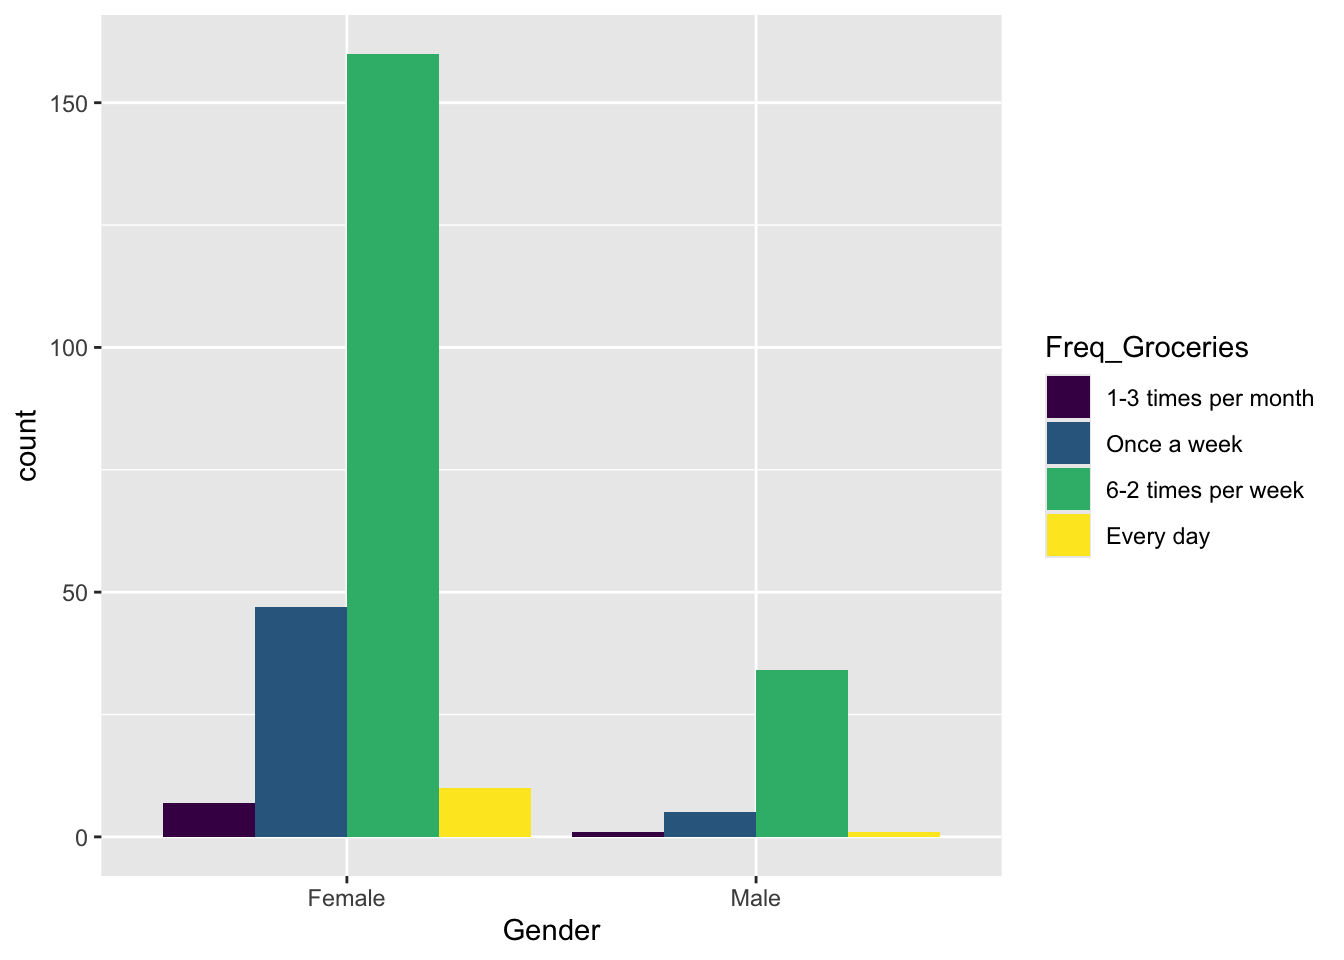 150
100
50
0
count
Female
Male
Gender
Freq_Groceries
1-3 times per month
Once a week
6-2 times per week
Every day